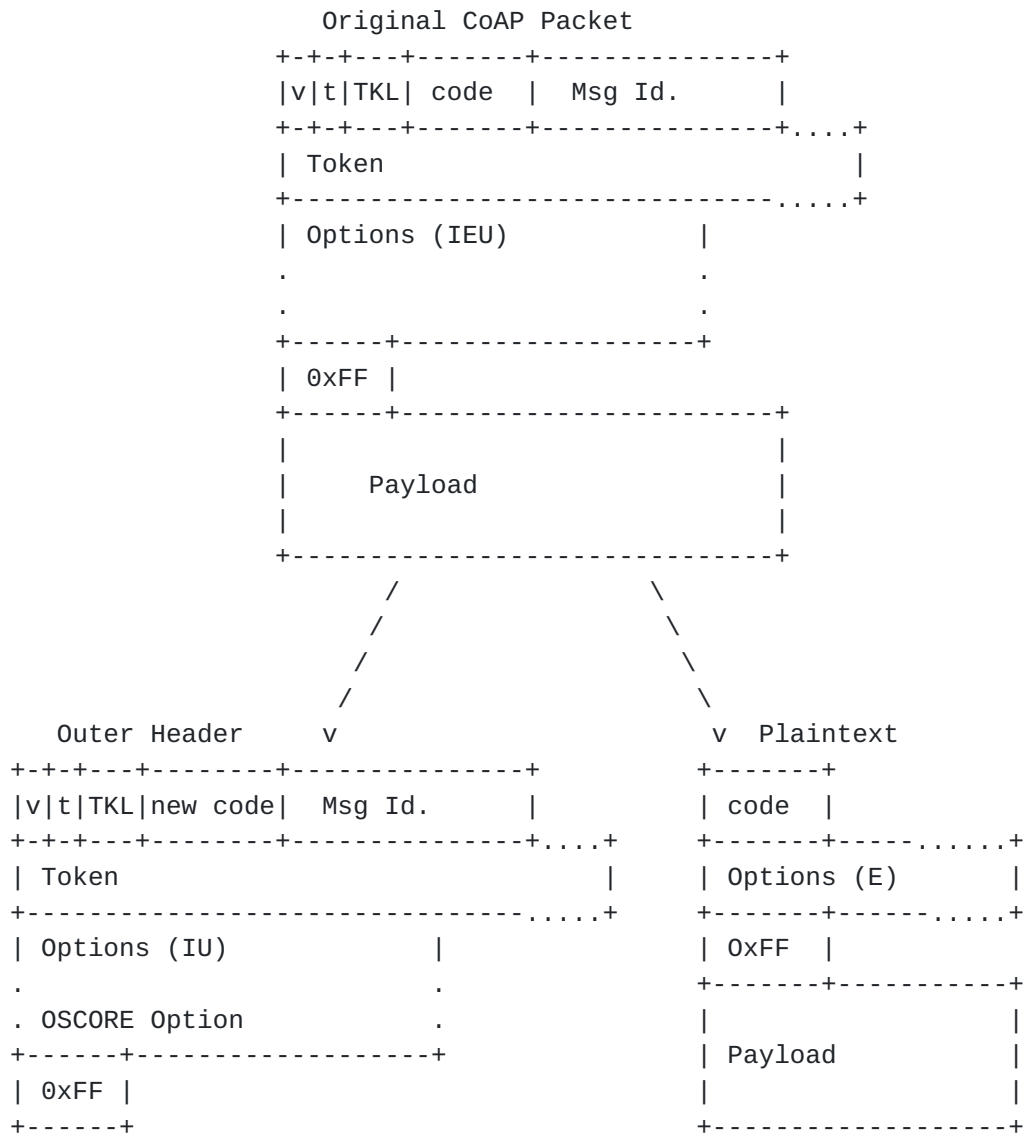 Original CoAP Packet
+-+-+---+-------+---------------+
|v|t|TKL| code  |  Msg Id.      |
+-+-+---+-------+---------------+....+
| Token                              |
+-------------------------------.....+
| Options (IEU)            |
.                          .
.                          .
+------+-------------------+
| 0xFF |
+------+------------------------+
|                               |
|     Payload                   |
|                               |
+-------------------------------+
/                \
/                  \
/                    \
/                      \
Outer Header     v                        v  Plaintext
+-+-+---+--------+---------------+          +-------+
|v|t|TKL|new code|  Msg Id.      |          | code  |
+-+-+---+--------+---------------+....+     +-------+-----......+
| Token                               |     | Options (E)       |
+--------------------------------.....+     +-------+------.....+
| Options (IU)             |                | OxFF  |
.                          .                +-------+-----------+
. OSCORE Option            .                |                   |
+------+-------------------+                | Payload           |
| 0xFF |                                    |                   |
+------+                                    +-------------------+